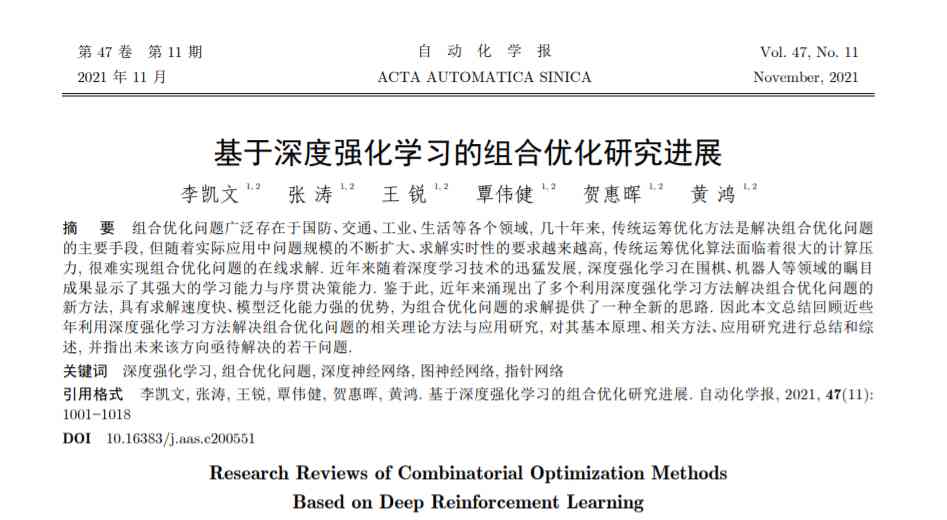 第 47 卷 第 11 期 自 动 化 学 报 Vol. 47, No. 11
2021 年 11 月 ACTA AUTOMATICA SINICA November, 2021
基于深度强化学习的组合优化研究进展
李凯文 1, 2 张 涛 1, 2 王 锐 1, 2 覃伟健 1, 2 贺惠晖 1, 2 黄 鸿 1, 2
摘 要 组合优化问题广泛存在于国防、交通、工业、生活等各个领域, 几十年来, 传统运筹优化方法是解决组合优化问题
的主要手段, 但随着实际应用中问题规模的不断扩大、求解实时性的要求越来越高, 传统运筹优化算法面临着很大的计算压
力, 很难实现组合优化问题的在线求解. 近年来随着深度学习技术的迅猛发展, 深度强化学习在围棋、机器人等领域的瞩目
成果显示了其强大的学习能力与序贯决策能力. 鉴于此, 近年来涌现出了多个利用深度强化学习方法解决组合优化问题的
新方法, 具有求解速度快、模型泛化能力强的优势, 为组合优化问题的求解提供了一种全新的思路. 因此本文总结回顾近些
年利用深度强化学习方法解决组合优化问题的相关理论方法与应用研究, 对其基本原理、相关方法、应用研究进行总结和综
述, 并指出未来该方向亟待解决的若干问题.
关键词 深度强化学习, 组合优化问题, 深度神经网络, 图神经网络, 指针网络
引用格式 李凯文, 张涛, 王锐, 覃伟健, 贺惠晖, 黄鸿. 基于深度强化学习的组合优化研究进展. 自动化学报, 2021, 47(11):
1001−1018
DOI 10.16383/j.aas.c200551
Research Reviews of Combinatorial Optimization Methods
Based on Deep Reinforcement Learning